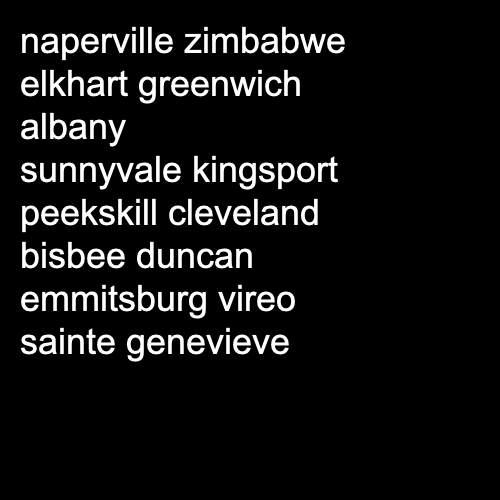 naperville zimbabwe
elkhart greenwich
albany
sunnyvale kingsport
peekskill cleveland
bisbee duncan
emmitsburg vireo
sainte genevieve